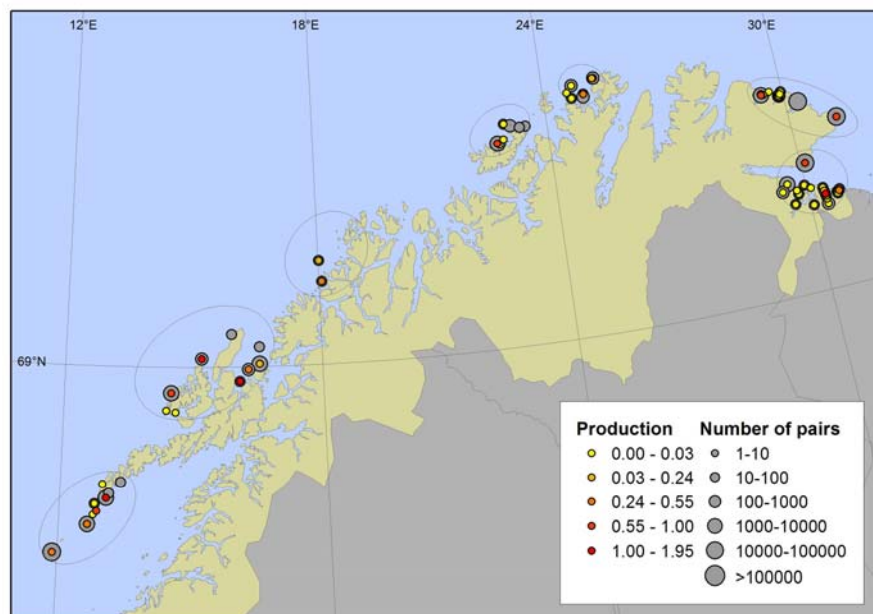 12°E
18°E
24°E
30°E
69°N
Production
0.00 - 0.03
0.03 - 0.24
0.24 - 0.55
0.55 - 1.00
1.00 - 1.95
Number of pairs
1-10
10-100
100-1000
1000-10000
10000-100000
>100000